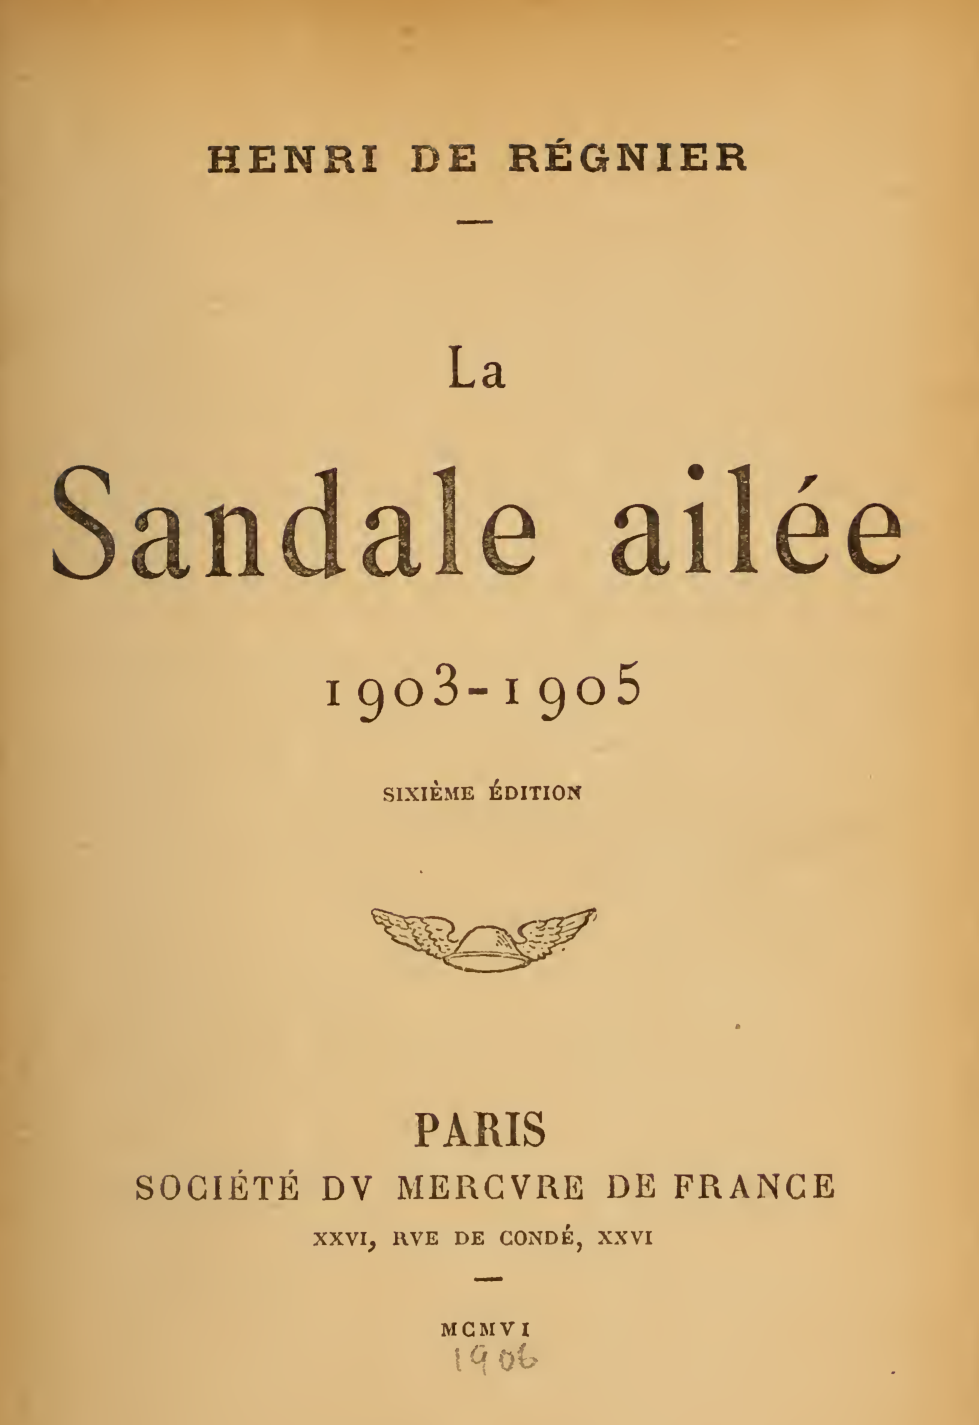 HENRI DE RÉGNIER
La
Sandale ailée
1903-1905
SIXIÈME ÉDITION
PARIS
SOCIÉTÉ DV MERCVRE DE FRANCE
XXVI, RVE DE CONDÉ, XXVI
MCMVI
1906